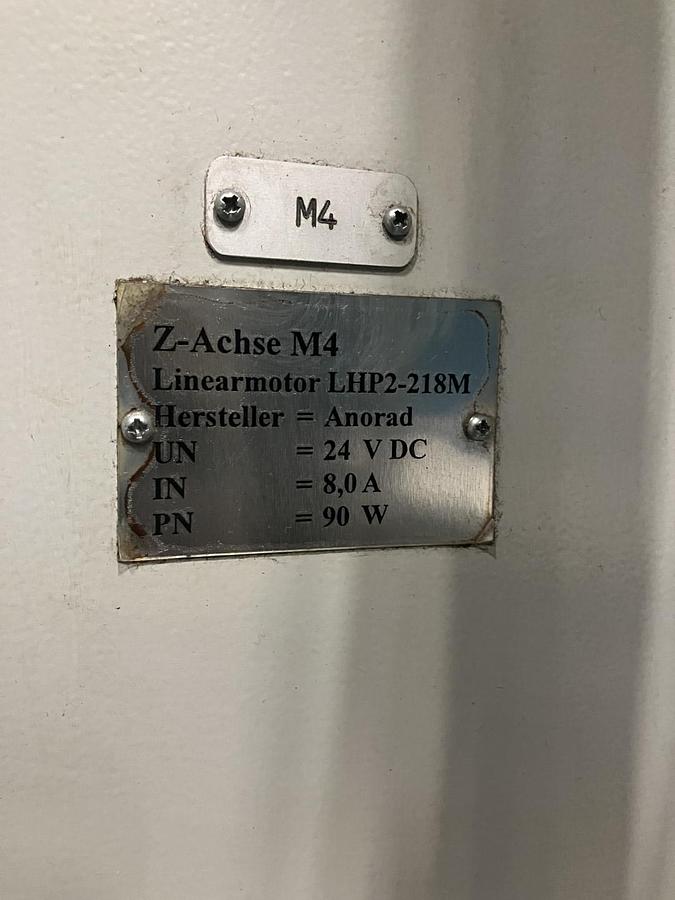 M4
Z-Achse M4
Linearmotor LHP2-218M
Hersteller = Anorad
UN = 24 V DC
IN = 8,0 A
PN = 90 W